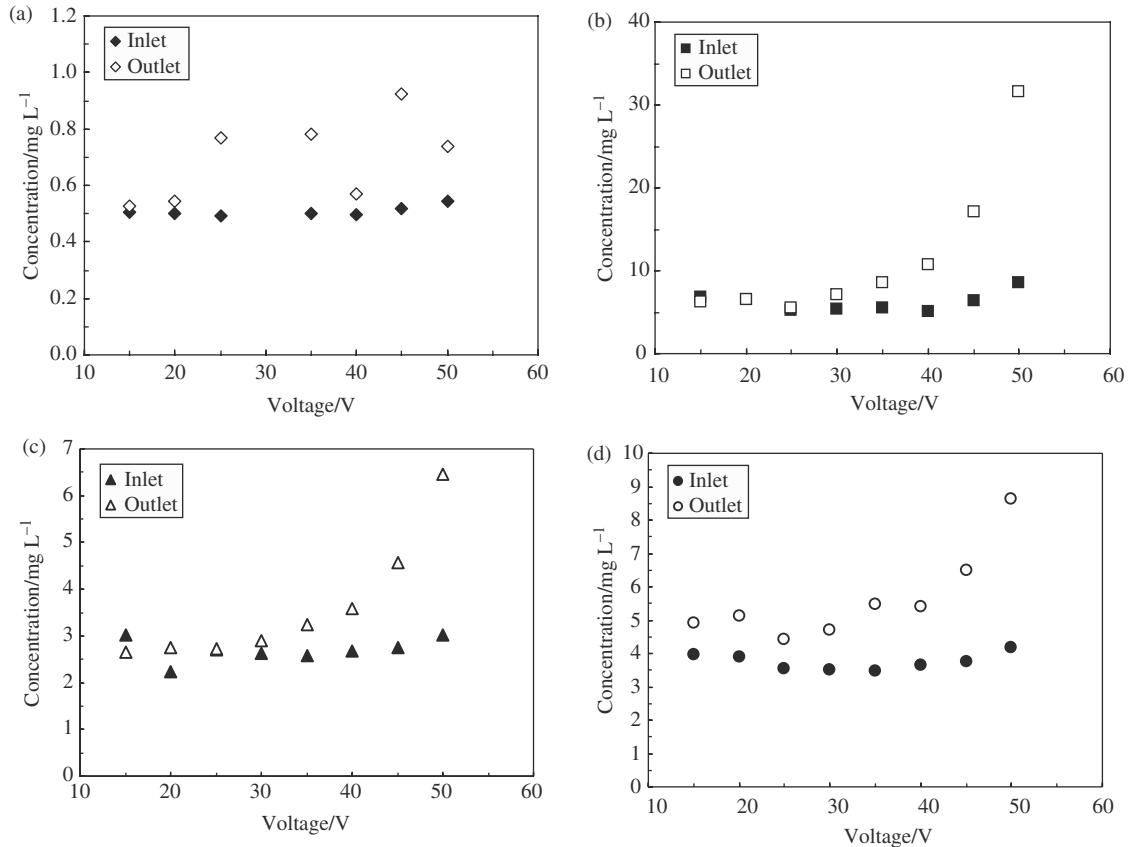 (a)
1.2
1.0
0.8
0.6
0.4
0.2
0.0
Concentration/mg L⁻¹
Inlet
Outlet
10 20 30 40 50 60
Voltage/V
(b)
40
30
20
10
0
Concentration/mg L⁻¹
Inlet
Outlet
10 20 30 40 50 60
Voltage/V
(c)
7
6
5
4
3
2
1
0
Concentration/mg L⁻¹
Inlet
Outlet
10 20 30 40 50 60
Voltage/V
(d)
10
9
8
7
6
5
4
3
2
1
0
Concentration/mg L⁻¹
Inlet
Outlet
10 20 30 40 50 60
Voltage/V